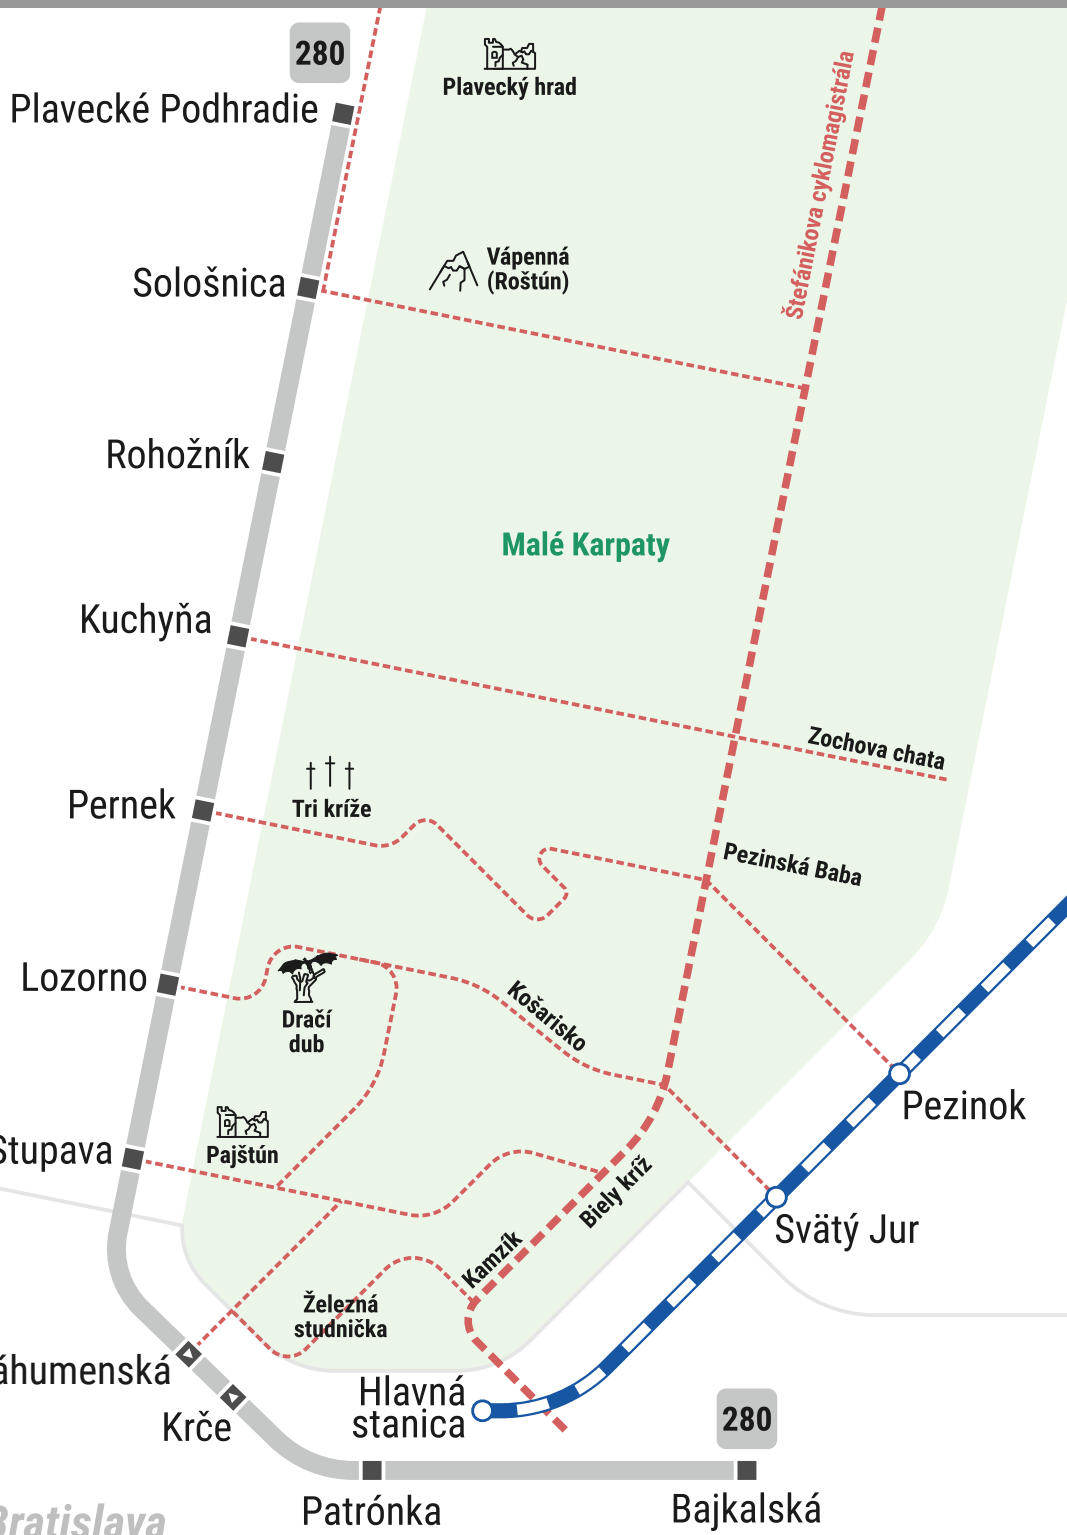 280
Plavecké Podhradie
Plavecký hrad
Štefánikova cyklomagistrála
Vápenná
(Roštún)
Sološnica
Rohožník
Malé Karpaty
Kuchyňa
Zochova chata
Tri kríže
Pernek
Pezinská Baba
Lozorno
Košarisko
Dračí
dub
Pezinok
Stupava
Pajštún
Biely kríž
Svätý Jur
Kamzík
Železná
studnička
áhumenská
Hlavná
stanica
Krče
280
Patrónka
Bajkalská
Bratislava